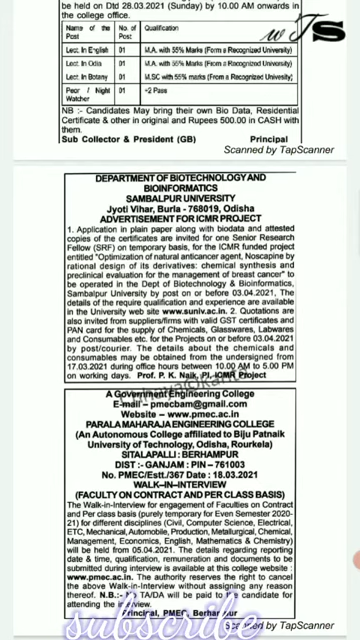 be held on Dtd 28.03.2021 (Sunday) by 10.00 AM onwards in
the college office.
Name of the Post No. of Post Qualification
Lect. In English 01 M.A. with 55% Marks (From a Recognized University)
Lect. In Odia 01 M.A. with 55% Marks (From a Recognized University)
Lect. In Botany 01 M.SC with 55% marks (From a Recognized University)
Peor / Night Watcher 01 +2 Pass
NB :- Candidates May bring their own Bio Data, Residential
Certificate & other in original and Rupees 500.00 in CASH with
them.
Sub Collector & President (GB) Principal
Scanned by TapScanner
DEPARTMENT OF BIOTECHNOLOGY AND
BIOINFORMATICS
SAMBALPUR UNIVERSITY
Jyoti Vihar, Burla - 768019, Odisha
ADVERTISEMENT FOR ICMR PROJECT
1. Application in plain paper along with biodata and attested
copies of the certificates are invited for one Senior Research
Fellow (SRF) on temporary basis, for the ICMR funded project
entitled "Optimization of natural anticancer agent, Noscapine by
rational design of its derivatives: chemical synthesis and
preclinical evaluation for the management of breast cancer" to
be operated in the Dept of Biotechnology & Bioinformatics,
Sambalpur University by post on or before 03.04.2021, The
details of the require qualification and experience are available
in the University web site www.suniv.ac.in. 2. Quotations are
also invited from suppliers/firms with valid GST certificates and
PAN card for the supply of Chemicals, Glasswares, Labwares
and Consumables etc. for the Projects on or before 03.04.2021
by post/courier. The details about the chemicals and
consumables may be obtained from the undersigned from
17.03.2021 during office hours between 10.00 AM to 5.00 PM
on working days. Prof. P. K. Naik, PI, ICMR Project
A Government Engineering College
E-mail – pmecbam@gmail.com
Website – www.pmec.ac.in
PARALA MAHARAJA ENGINEERING COLLEGE
(An Autonomous College affiliated to Biju Patnaik
University of Technology, Odisha, Rourkela)
SITALAPALLI : BERHAMPUR
DIST : GANJAM : PIN – 761003
No. PMEC/Estt./367 Date : 18.03.2021
WALK-IN-INTERVIEW
(FACULTY ON CONTRACT AND PER CLASS BASIS)
The Walk-in-Interview for engagement of Faculties on Contract
and Per class basis (purely temporary for Even Semester 2020-
21) for different disciplines (Civil, Computer Science, Electrical,
ETC, Mechanical, Automobile, Production, Metallurgical, Chemical,
Management, Economics, English, Mathematics & Chemistry)
will be held from 05.04.2021. The details regarding reporting
date & time, qualification, remuneration and documents to be
submitted during interview is available at this college website :
www.pmec.ac.in. The authority reserves the right to cancel
the above Walk-in-Interview without assigning any reason
thereof. N.B.:- No TA/DA will be paid to the candidate for
attending the interview.
Principal, PMEC, Berhampur
subscribe
Scanned by TapScanner